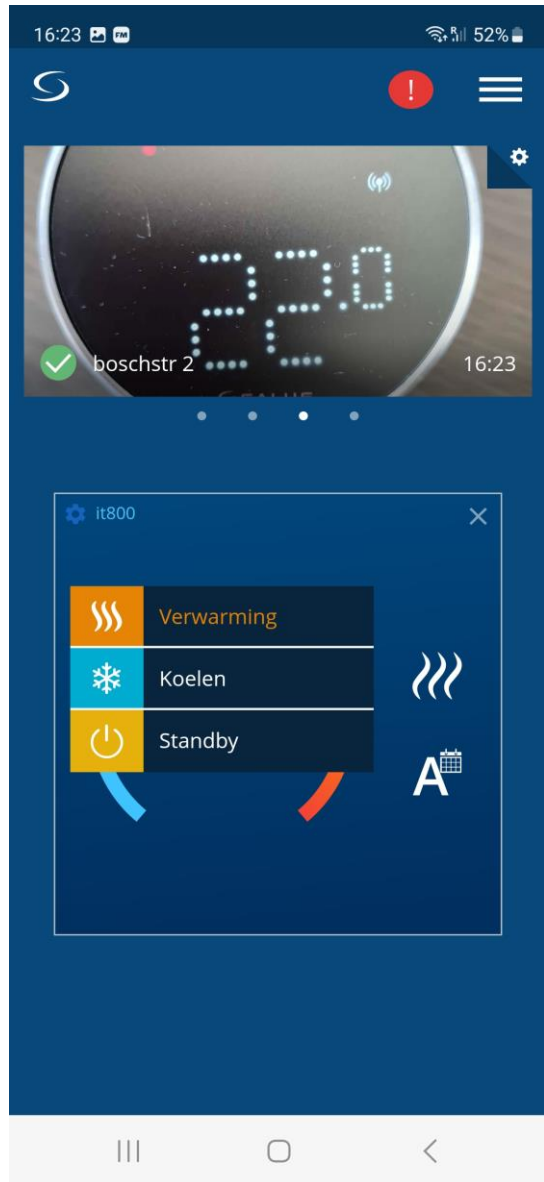 16:23
52%
!
22.0
boschstr 2
16:23
it800
Verwarming
Koelen
Standby
A